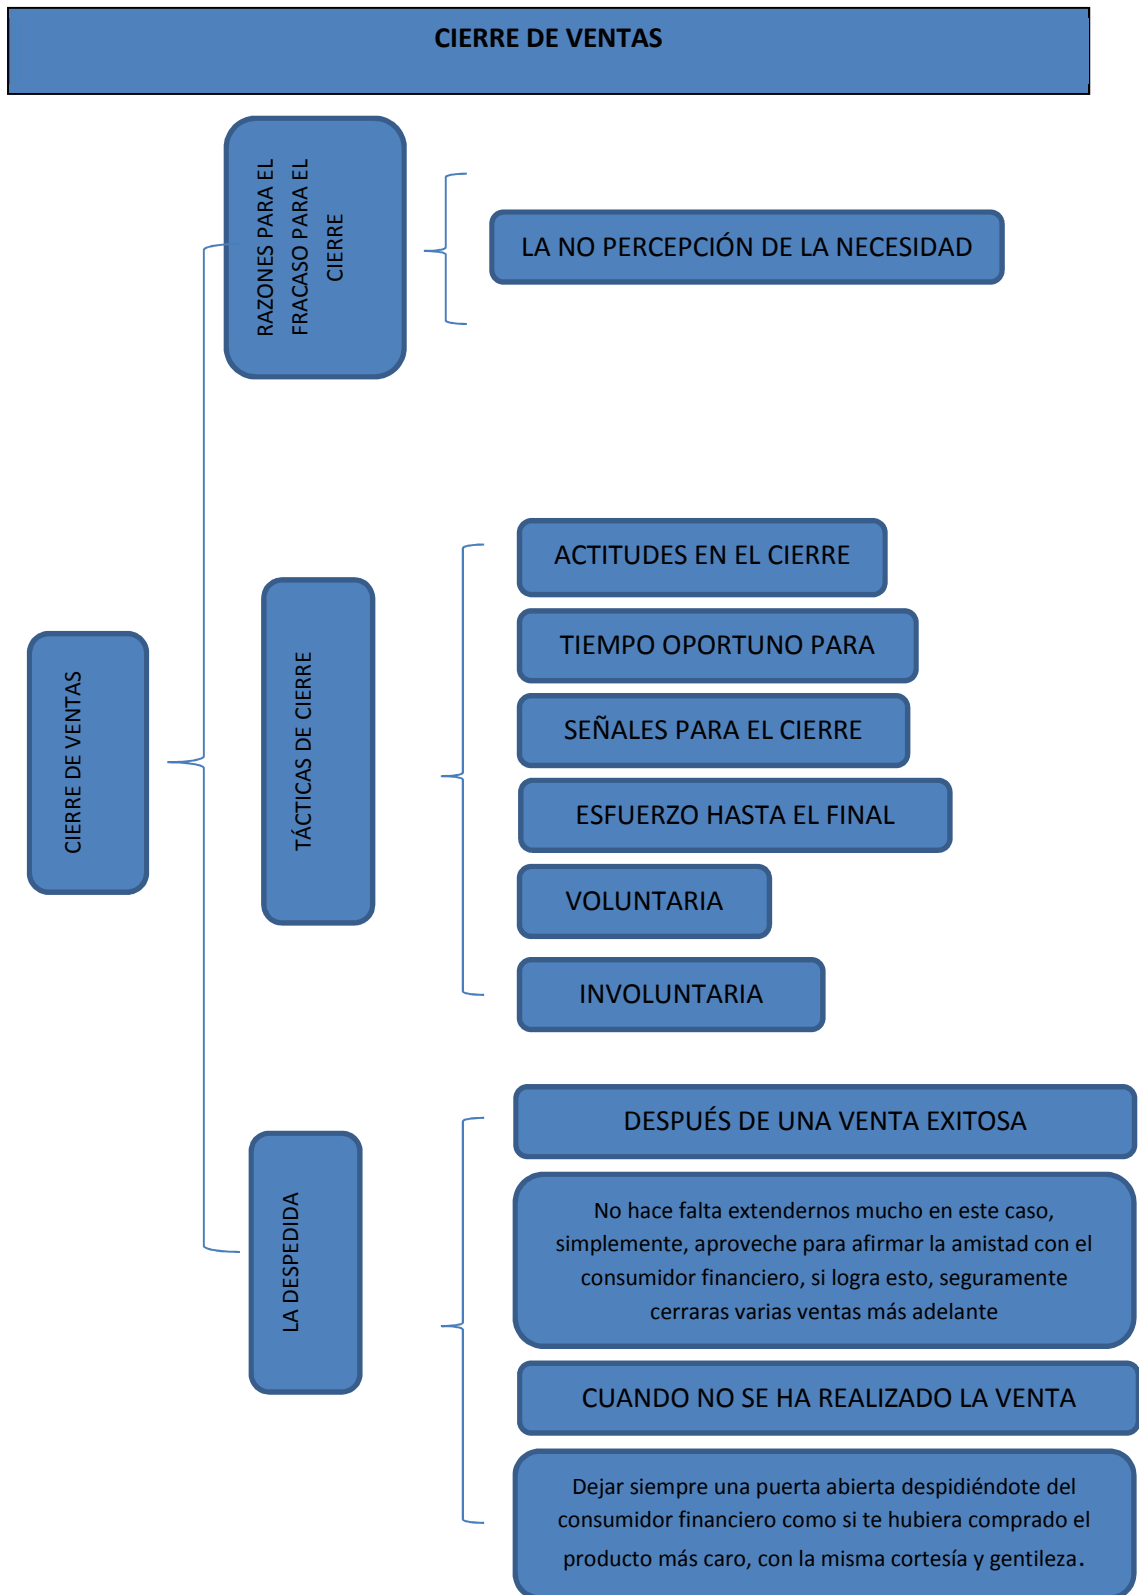 CIERRE DE VENTAS
RAZONES PARA EL
FRACASO PARA EL
CIERRE
LA NO PERCEPCIÓN DE LA NECESIDAD
CIERRE DE VENTAS
TÁCTICAS DE CIERRE
ACTITUDES EN EL CIERRE
TIEMPO OPORTUNO PARA
SEÑALES PARA EL CIERRE
ESFUERZO HASTA EL FINAL
VOLUNTARIA
INVOLUNTARIA
LA DESPEDIDA
DESPUÉS DE UNA VENTA EXITOSA
No hace falta extendernos mucho en este caso,
simplemente, aproveche para afirmar la amistad con el
consumidor financiero, si logra esto, seguramente
cerraras varias ventas más adelante
CUANDO NO SE HA REALIZADO LA VENTA
Dejar siempre una puerta abierta despidiéndote del
consumidor financiero como si te hubiera comprado el
producto más caro, con la misma cortesía y gentileza.